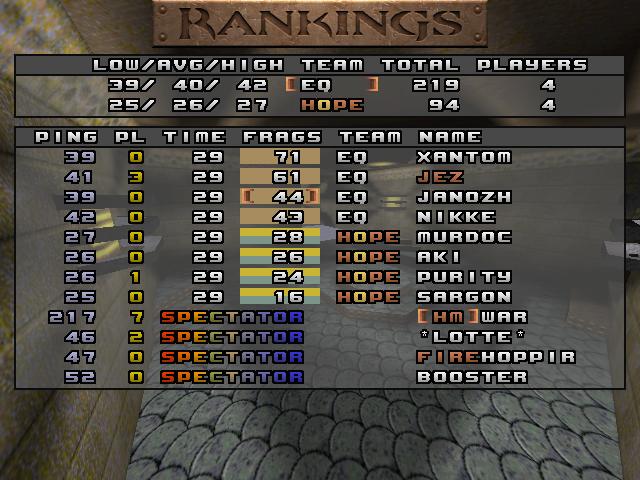 RANKINGS
LOW/AVG/HIGH TEAM TOTAL PLAYERS
39/ 40/ 42 [EQ ] 219 4
25/ 26/ 27 HOPE 94 4
PING PL TIME FRAGS TEAM NAME
39 0 29 71 EQ XANTOM
41 3 29 61 EQ JEZ
39 0 29 [ 44] EQ JANOZH
42 0 29 43 EQ NIKKE
27 0 29 28 HOPE MURDOC
26 0 29 26 HOPE AKI
26 1 29 24 HOPE PURITY
25 0 29 16 HOPE SARGON
217 7 SPECTATOR [HM]WAR
46 2 SPECTATOR *LOTTE*
47 0 SPECTATOR FIREHOPPIR
52 0 SPECTATOR BOOSTER